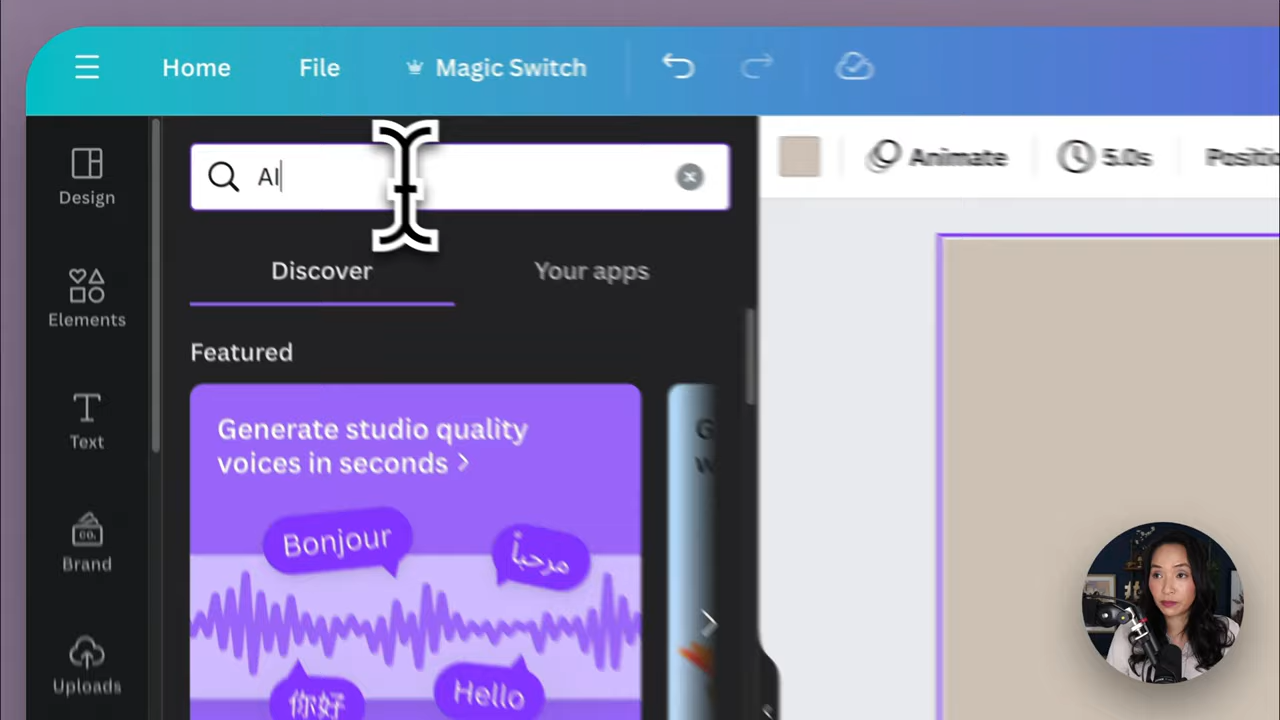 Home File Magic Switch
Design
Elements
Text
Brand
Uploads
AI
Discover Your apps
Featured
Generate studio quality
voices in seconds
Bonjour
مرحباً
你好
Hello
Animate 5.0s